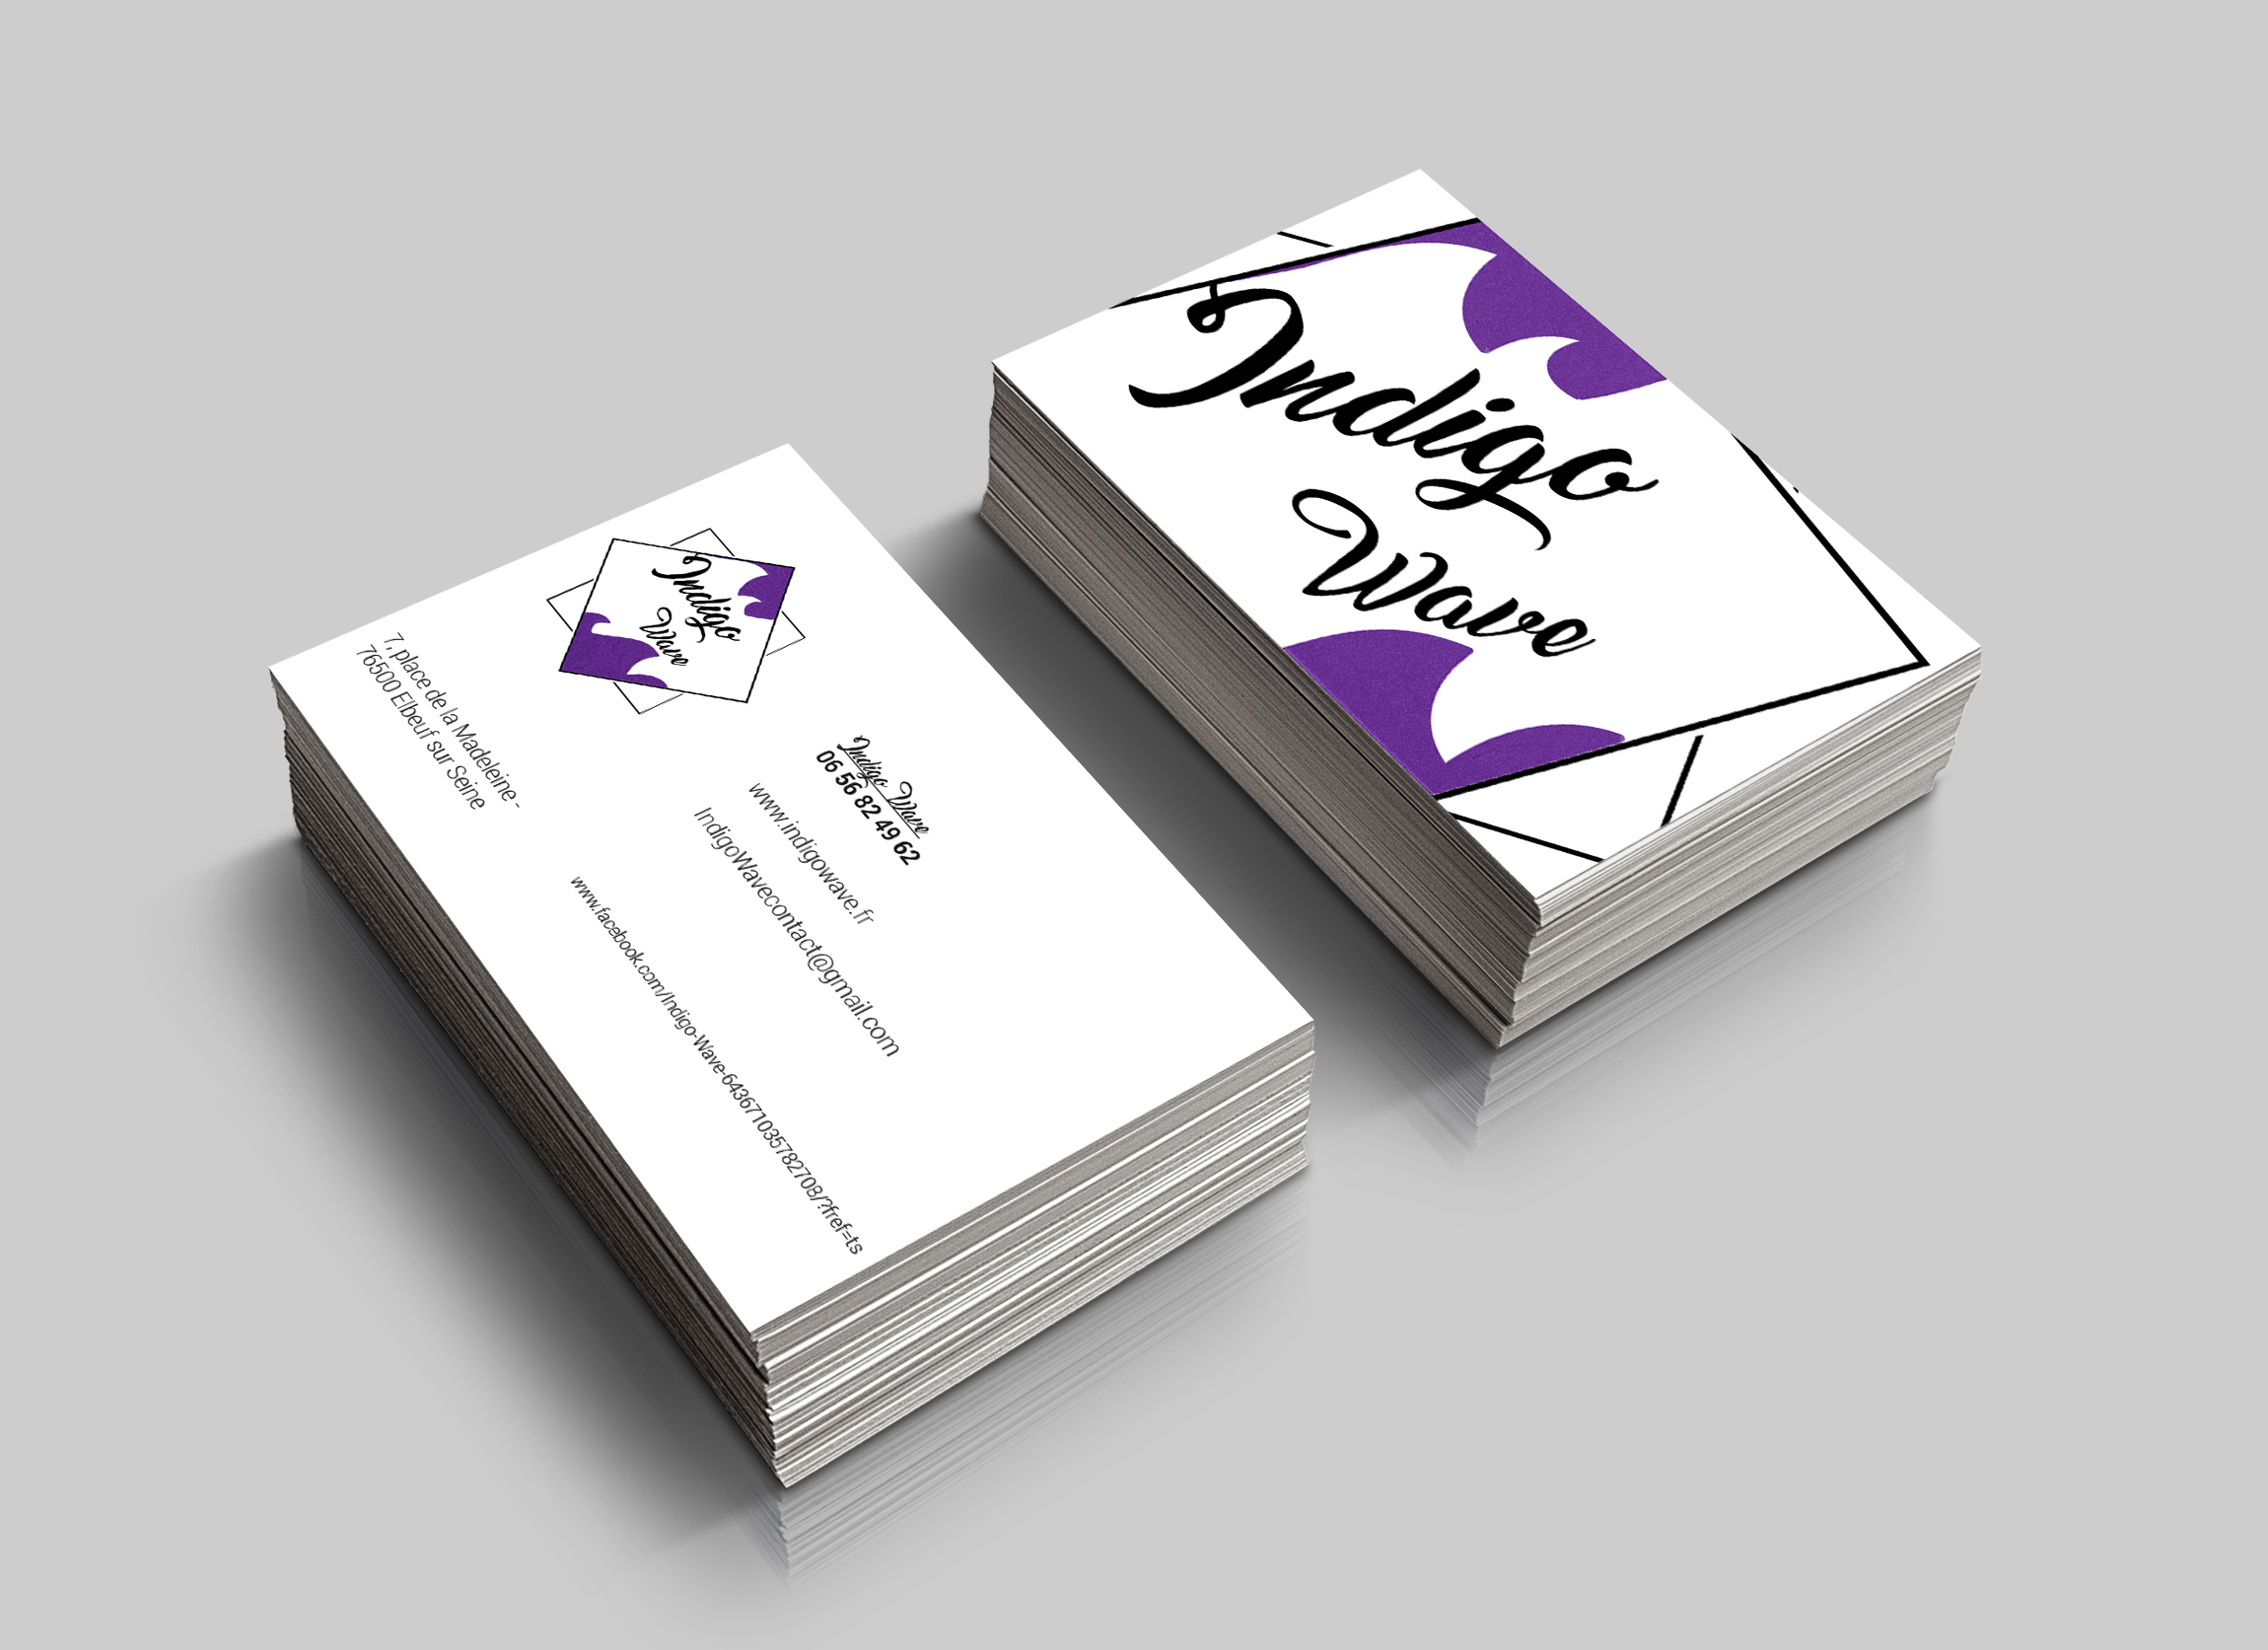 Indigo
Wave
7, place de la Madeleine -
76500 Elbeuf sur Seine
Indigo Wave
06 56 82 49 62
www.indigowave.fr
IndigoWavecontact@gmail.com
www.facebook.com/Indigo-Wave-643671035782708/?fref=ts
Indigo
Wave